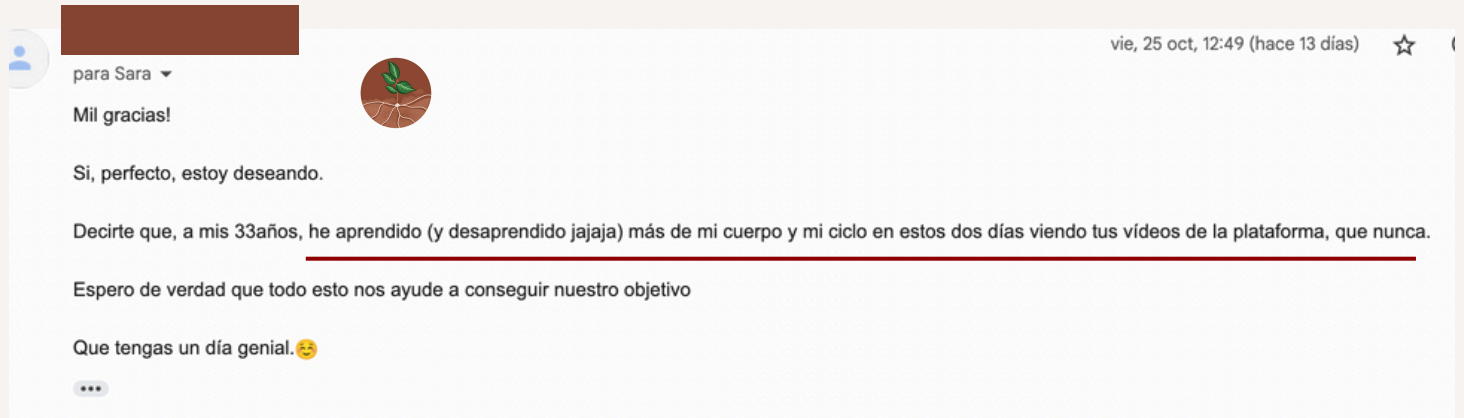 vie, 25 oct, 12:49 (hace 13 días)
para Sara
Mil gracias!
Si, perfecto, estoy deseando.
Decirte que, a mis 33años, he aprendido (y desaprendido jajaja) más de mi cuerpo y mi ciclo en estos dos días viendo tus vídeos de la plataforma, que nunca.
Espero de verdad que todo esto nos ayude a conseguir nuestro objetivo
Que tengas un día genial.☺️